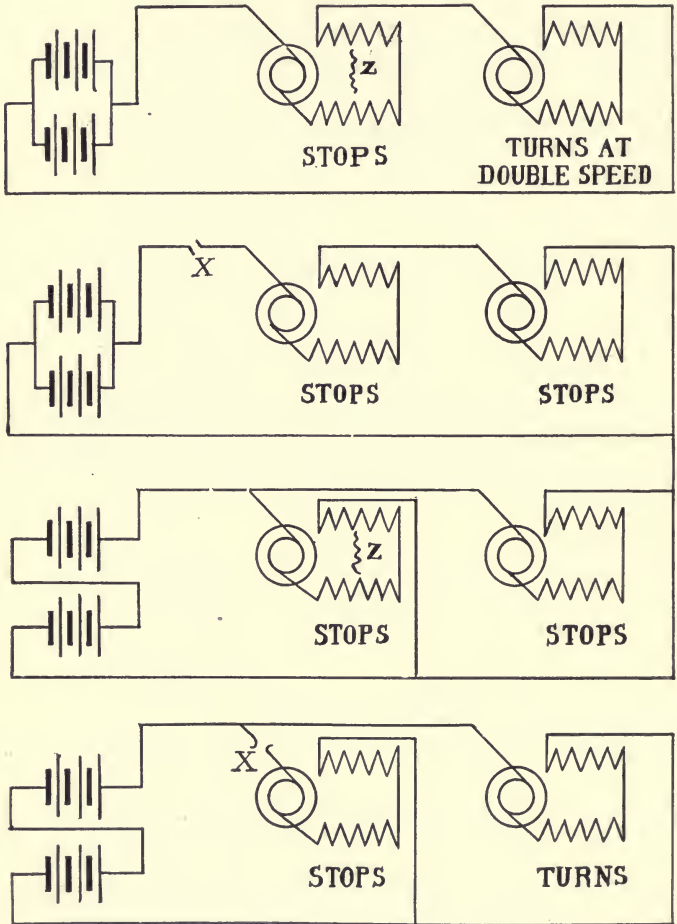 Z
STOPS
TURNS AT
DOUBLE SPEED
X
STOPS STOPS
Z
STOPS STOPS
X
STOPS TURNS